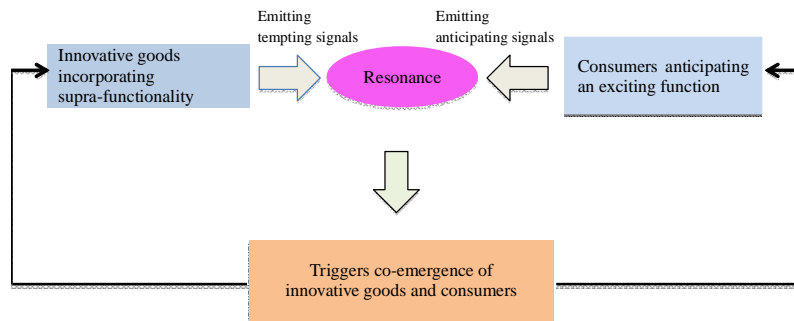 Emitting
tempting signals
Emitting
anticipating signals
Innovative goods
incorporating
supra-functionality
Resonance
Consumers anticipating
an exciting function
Triggers co-emergence of
innovative goods and consumers